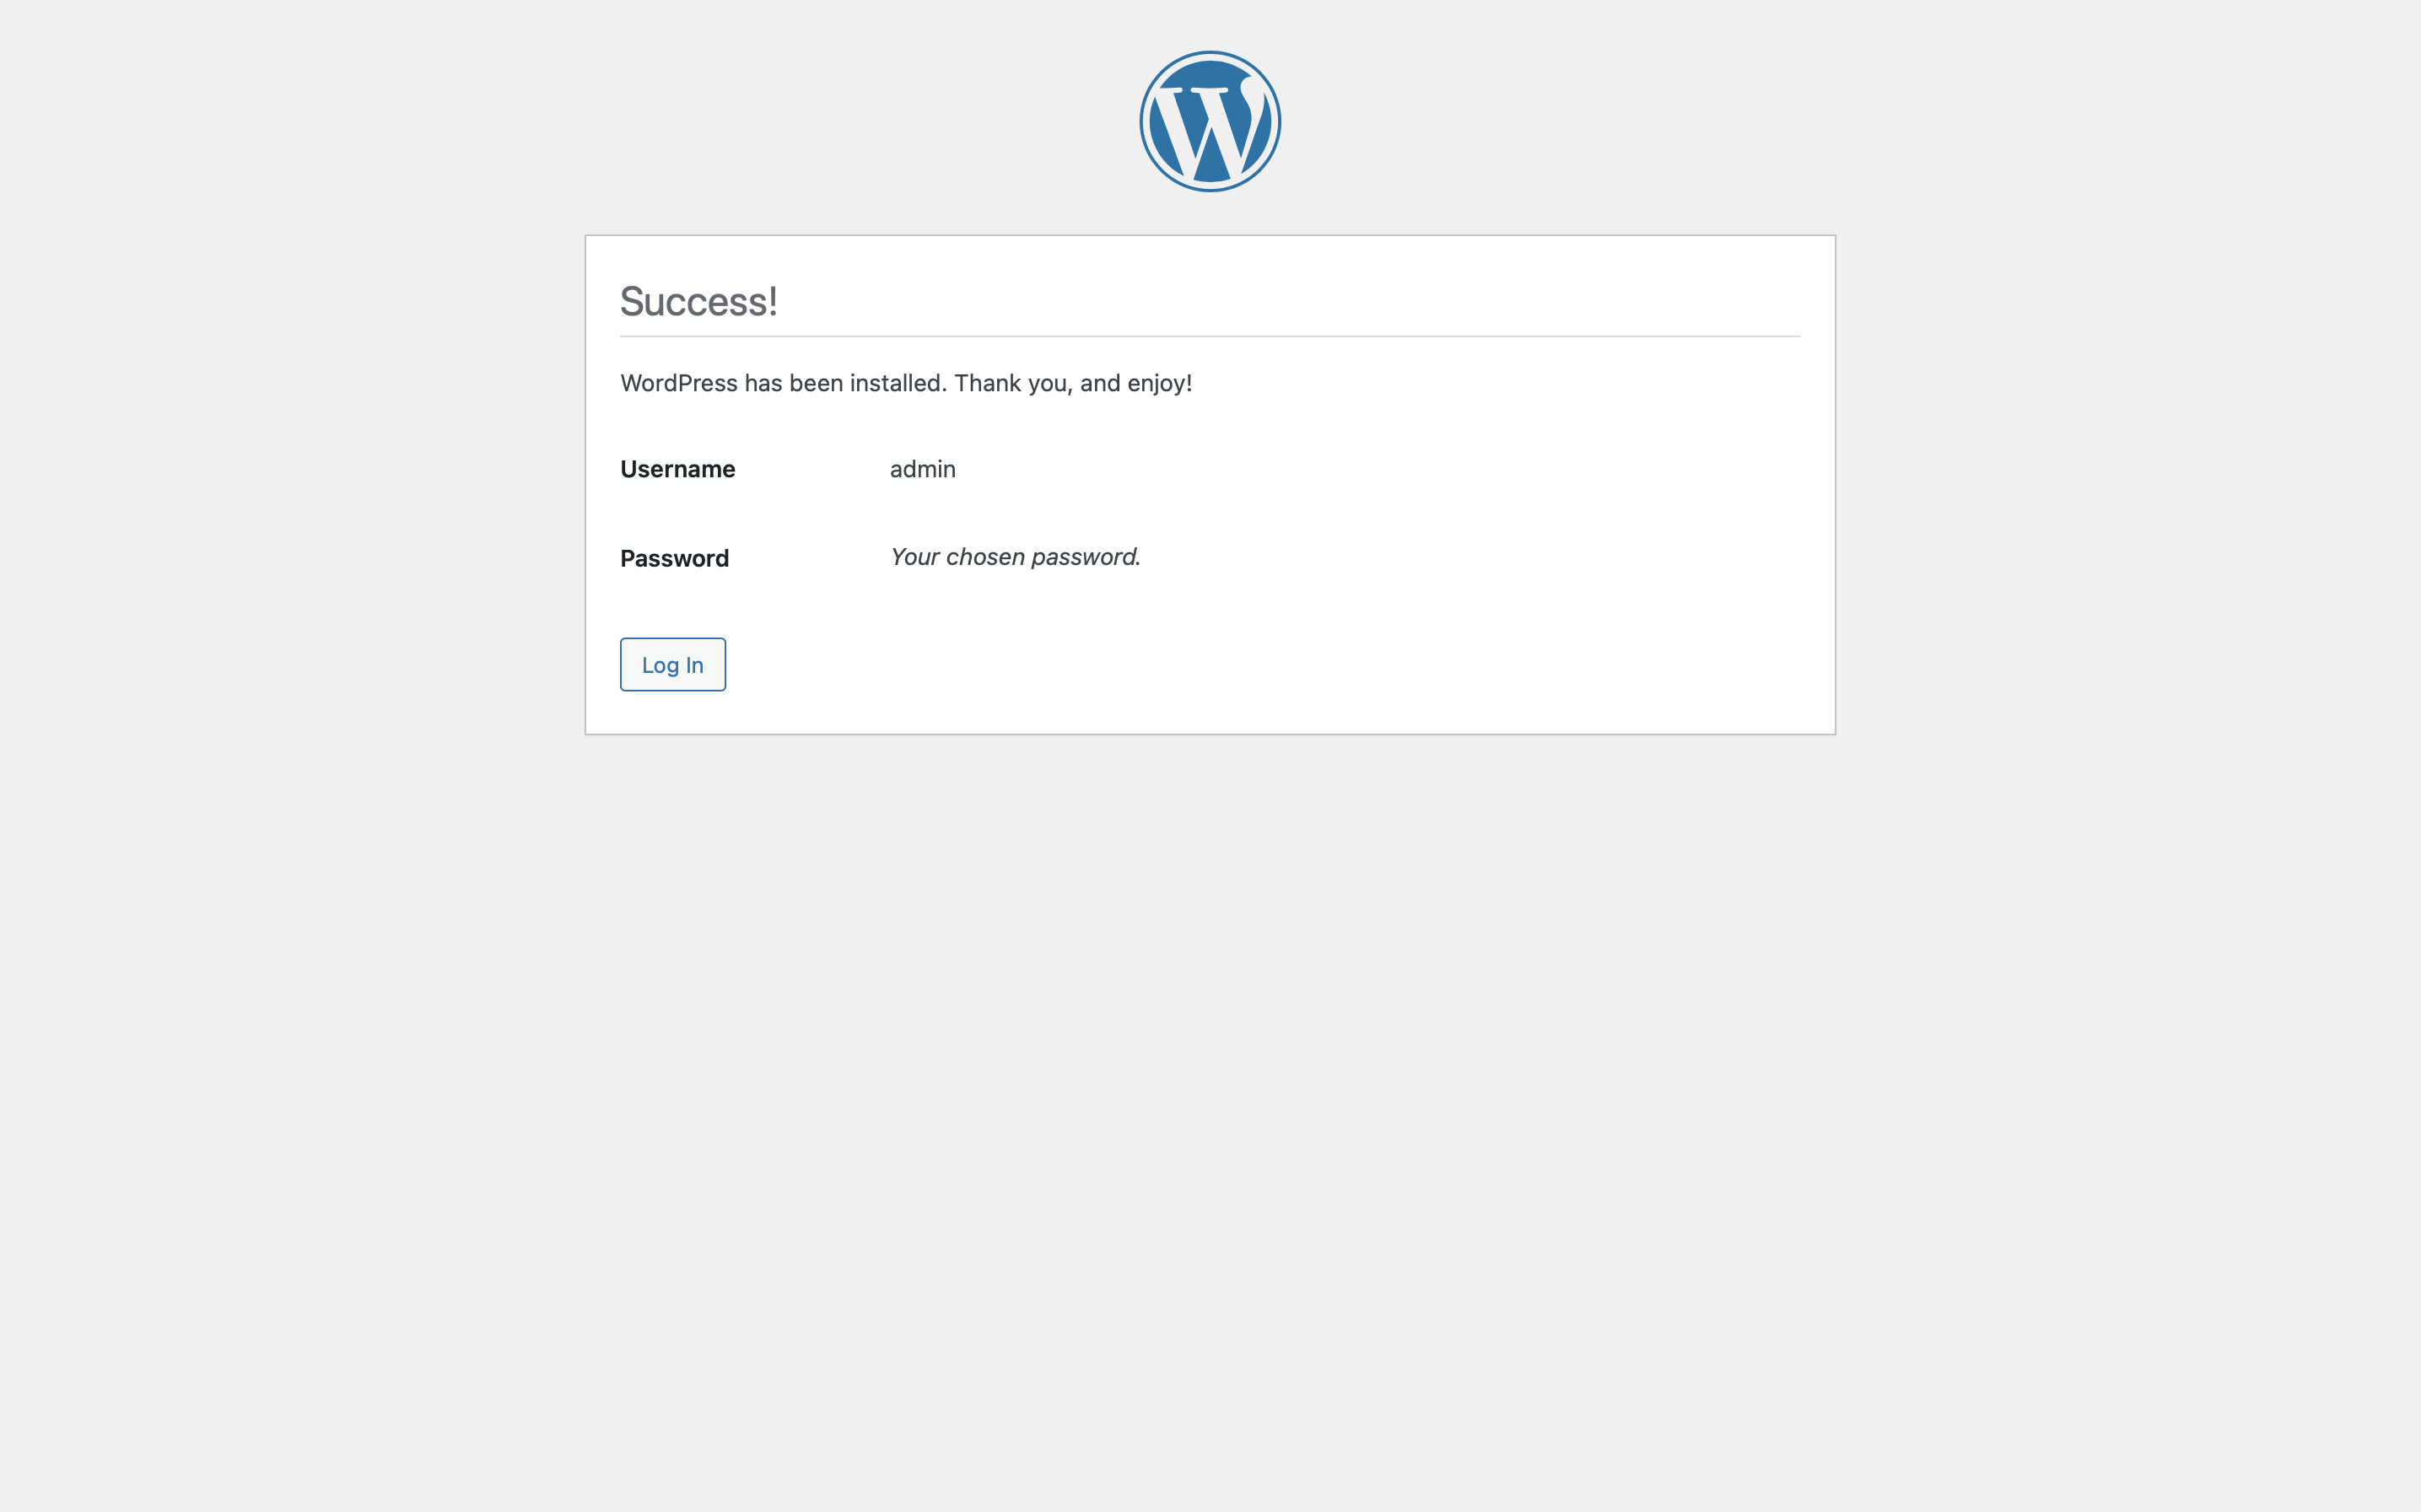 Success!
WordPress has been installed. Thank you, and enjoy!
Username admin
Password Your chosen password.
Log In